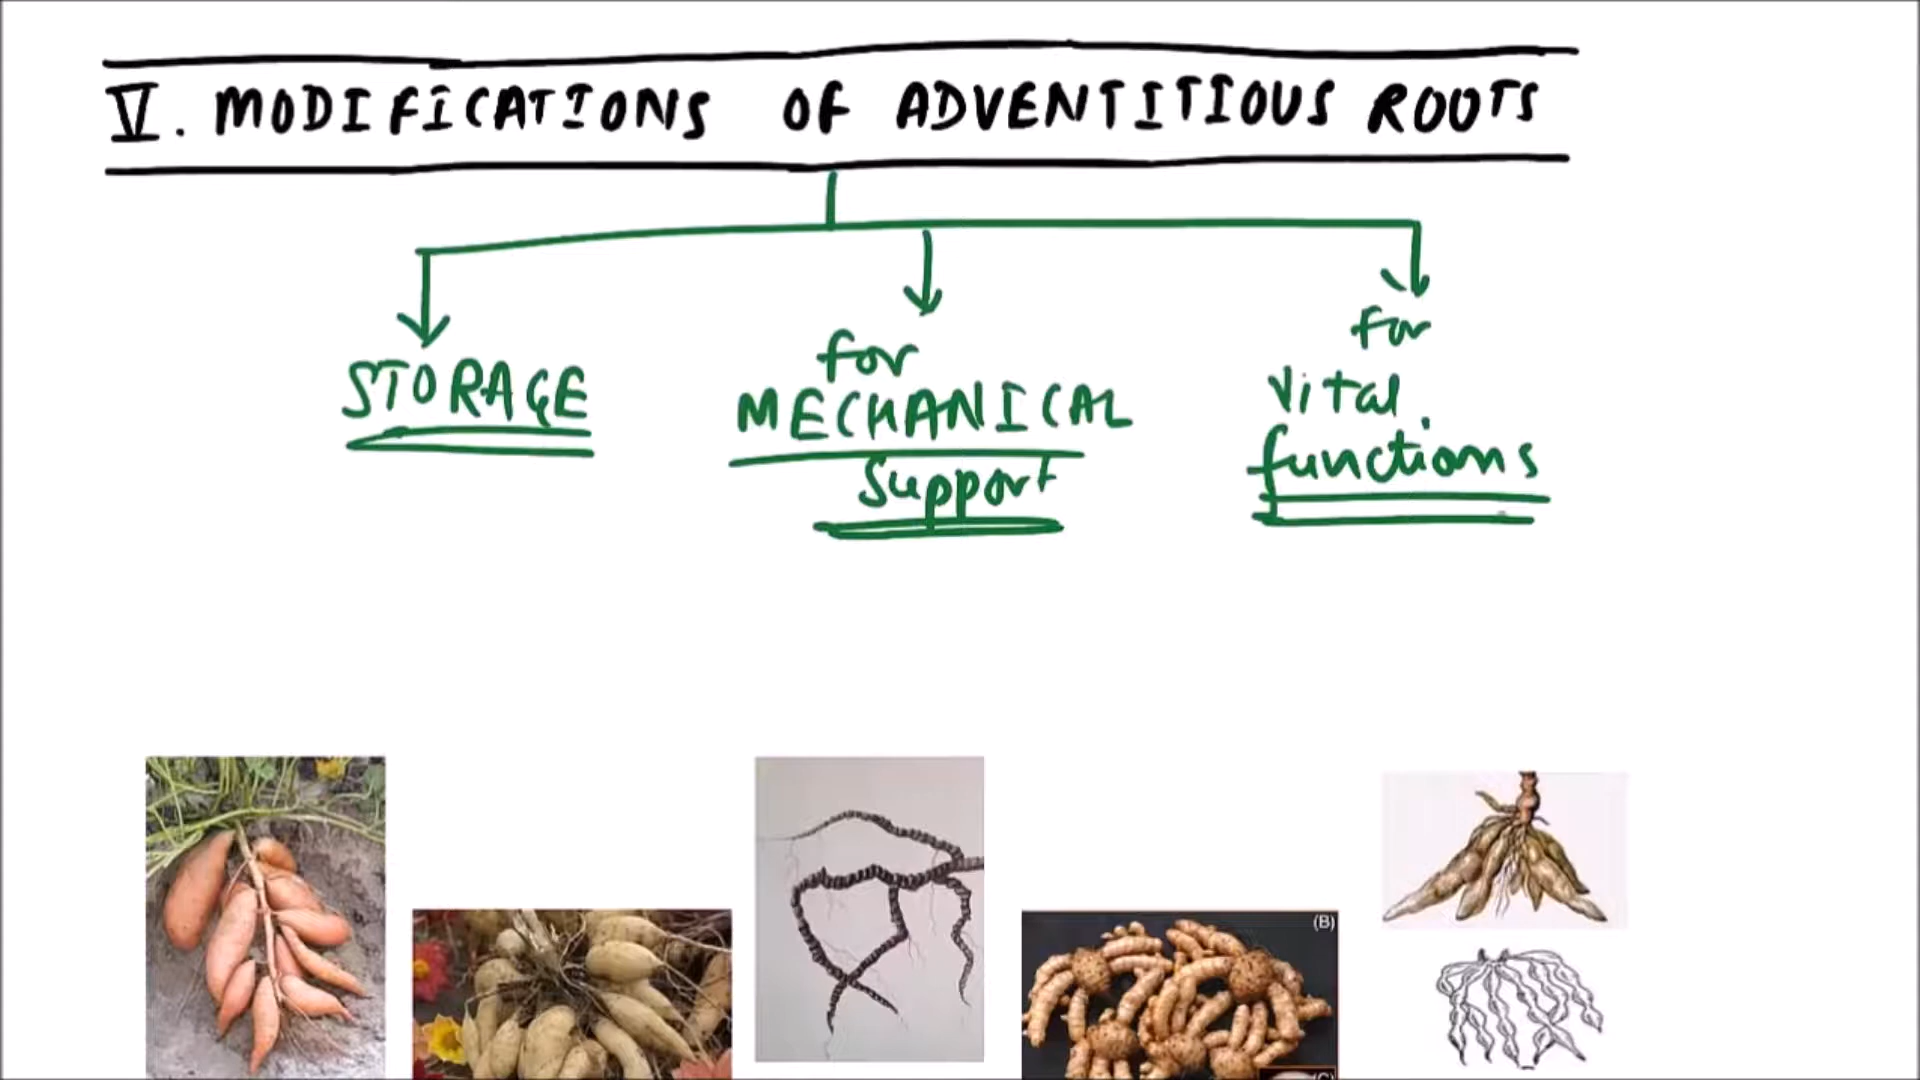 V. MODIFICATIONS OF ADVENTITIOUS ROOTS
STORAGE
for
MECHANICAL
Support
For
Vital
functions
(B)
(C)